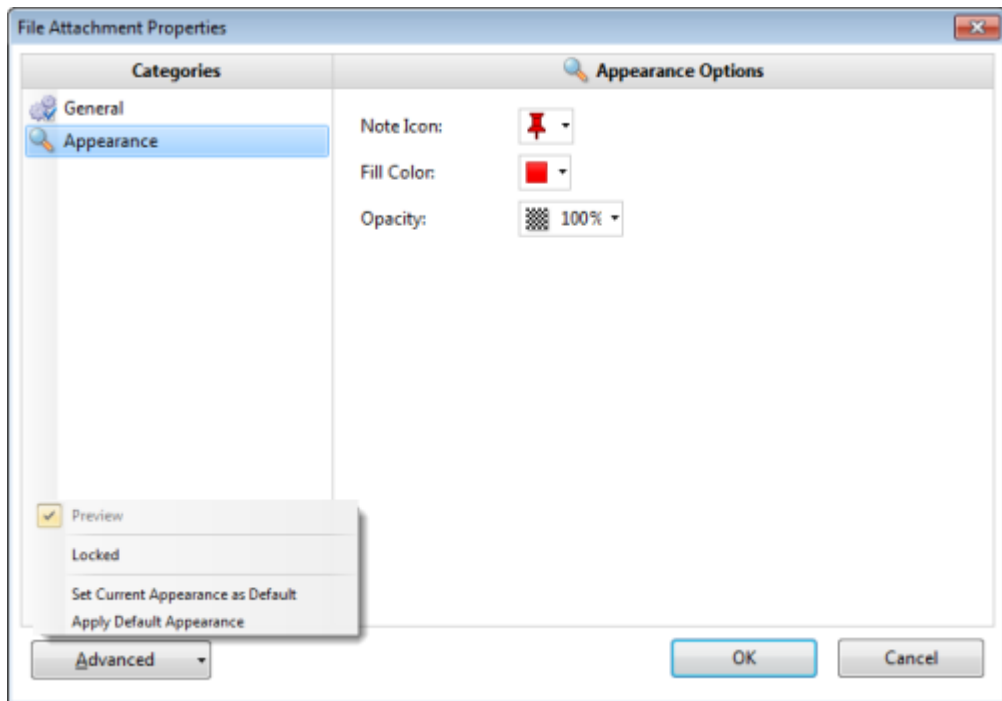 File Attachment Properties
Categories
Appearance Options
General
Appearance
Note Icon:
Fill Color:
Opacity:
100%
Preview
Locked
Set Current Appearance as Default
Apply Default Appearance
Advanced
OK
Cancel